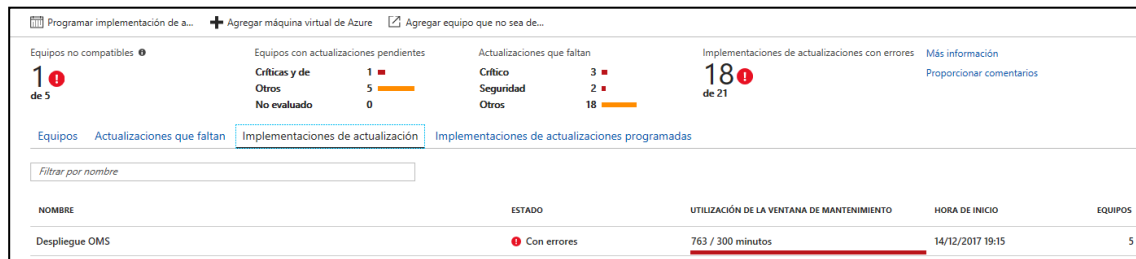 Programar implementación de a... Agregar máquina virtual de Azure Agregar equipo que no sea de...
Equipos no compatibles Equipos con actualizaciones pendientes Actualizaciones que faltan Implementaciones de actualizaciones con errores Más información
1 Críticas y de 1 Crítico 3 18 Proporcionar comentarios
de 5 Otros 5 Seguridad 2 de 21
No evaluado 0 Otros 18
Equipos Actualizaciones que faltan Implementaciones de actualización Implementaciones de actualizaciones programadas
Filtrar por nombre
NOMBRE ESTADO UTILIZACIÓN DE LA VENTANA DE MANTENIMIENTO HORA DE INICIO EQUIPOS
Despliegue OMS Con errores 763 / 300 minutos 14/12/2017 19:15 5